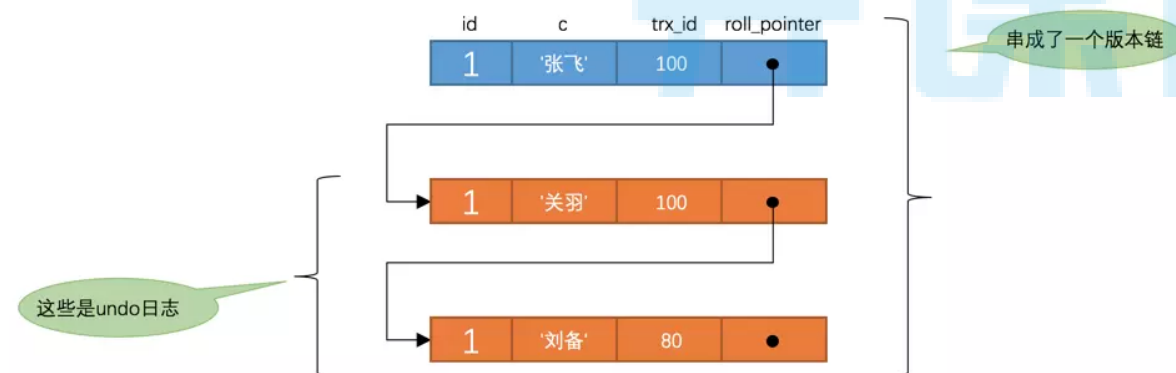 id c trx_id roll_pointer
串成了一个版本链
1 '张飞' 100
1 '关羽' 100
这些是undo日志
1 '刘备' 80